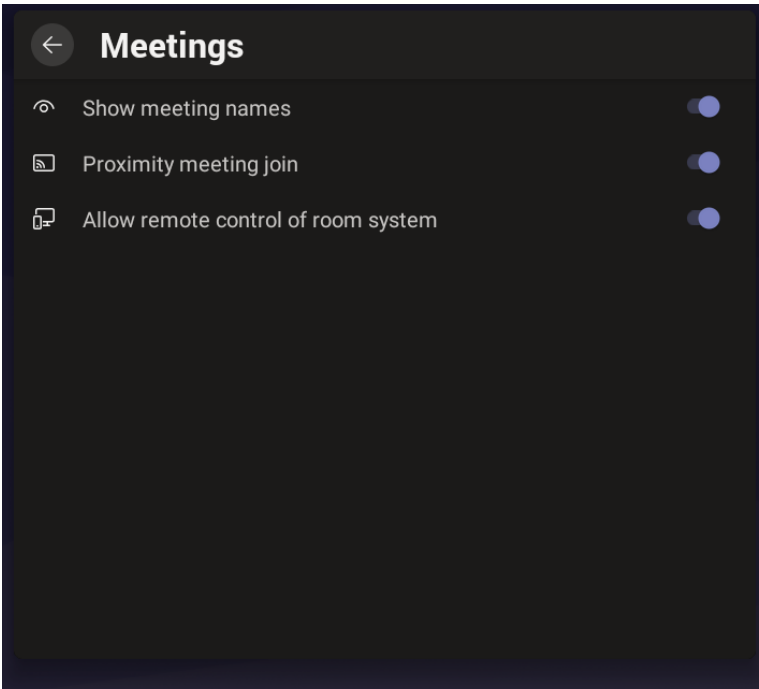 Meetings
Show meeting names
Proximity meeting join
Allow remote control of room system